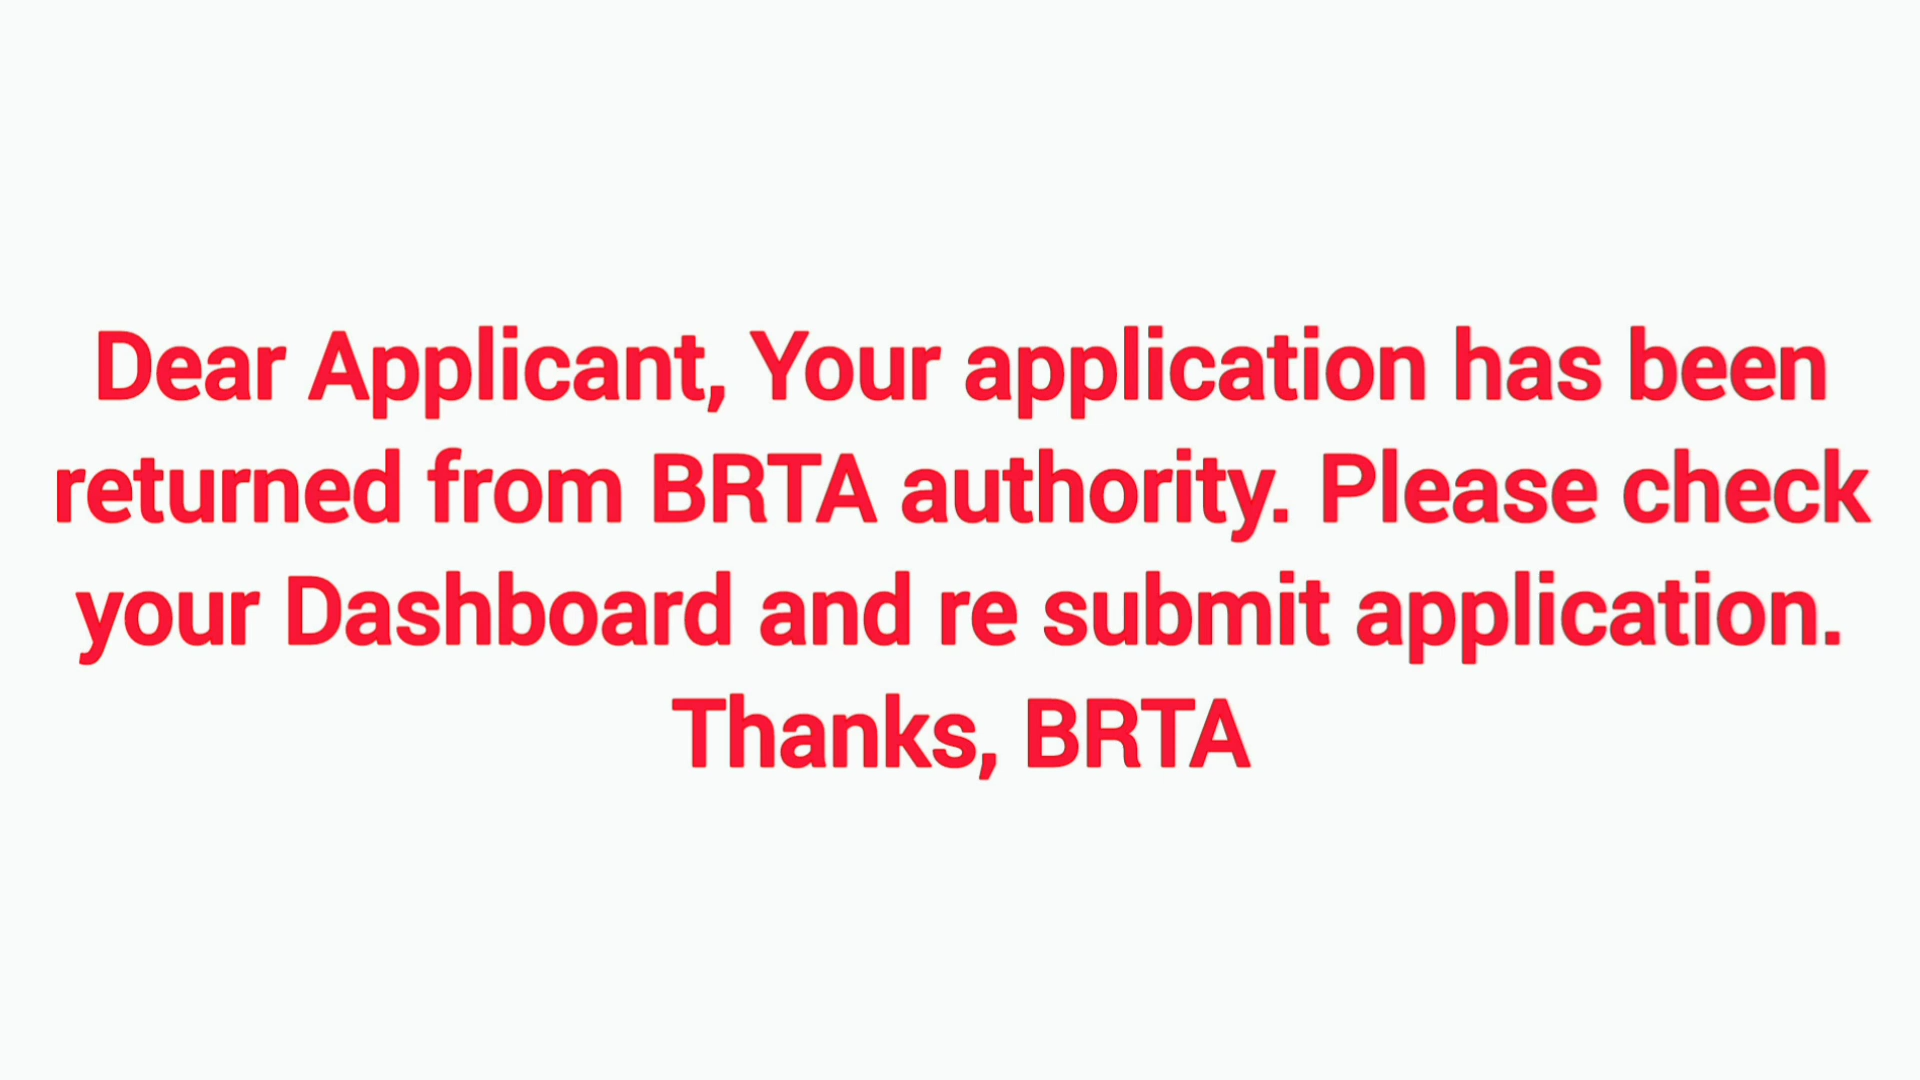 Dear Applicant, Your application has been
returned from BRTA authority. Please check
your Dashboard and re submit application.
Thanks, BRTA